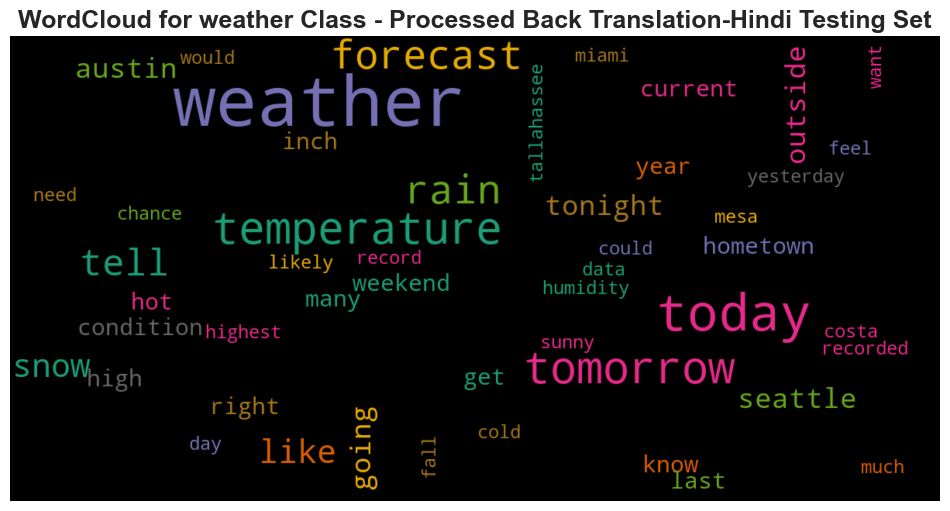 WordCloud for weather Class - Processed Back Translation-Hindi Testing Set
forecast
miami
would
austin
want
outside
weather
current
tallahassee
inch
feel
year
yesterday
rain
need
tonight
chance
mesa
temperature
could
hometown
tell
likely
record
data
weekend
humidity
many
hot
today
condition
highest
costa
sunny
recorded
snow
high
tomorrow
get
seattle
right
going
like
day
fall
cold
know
much
last